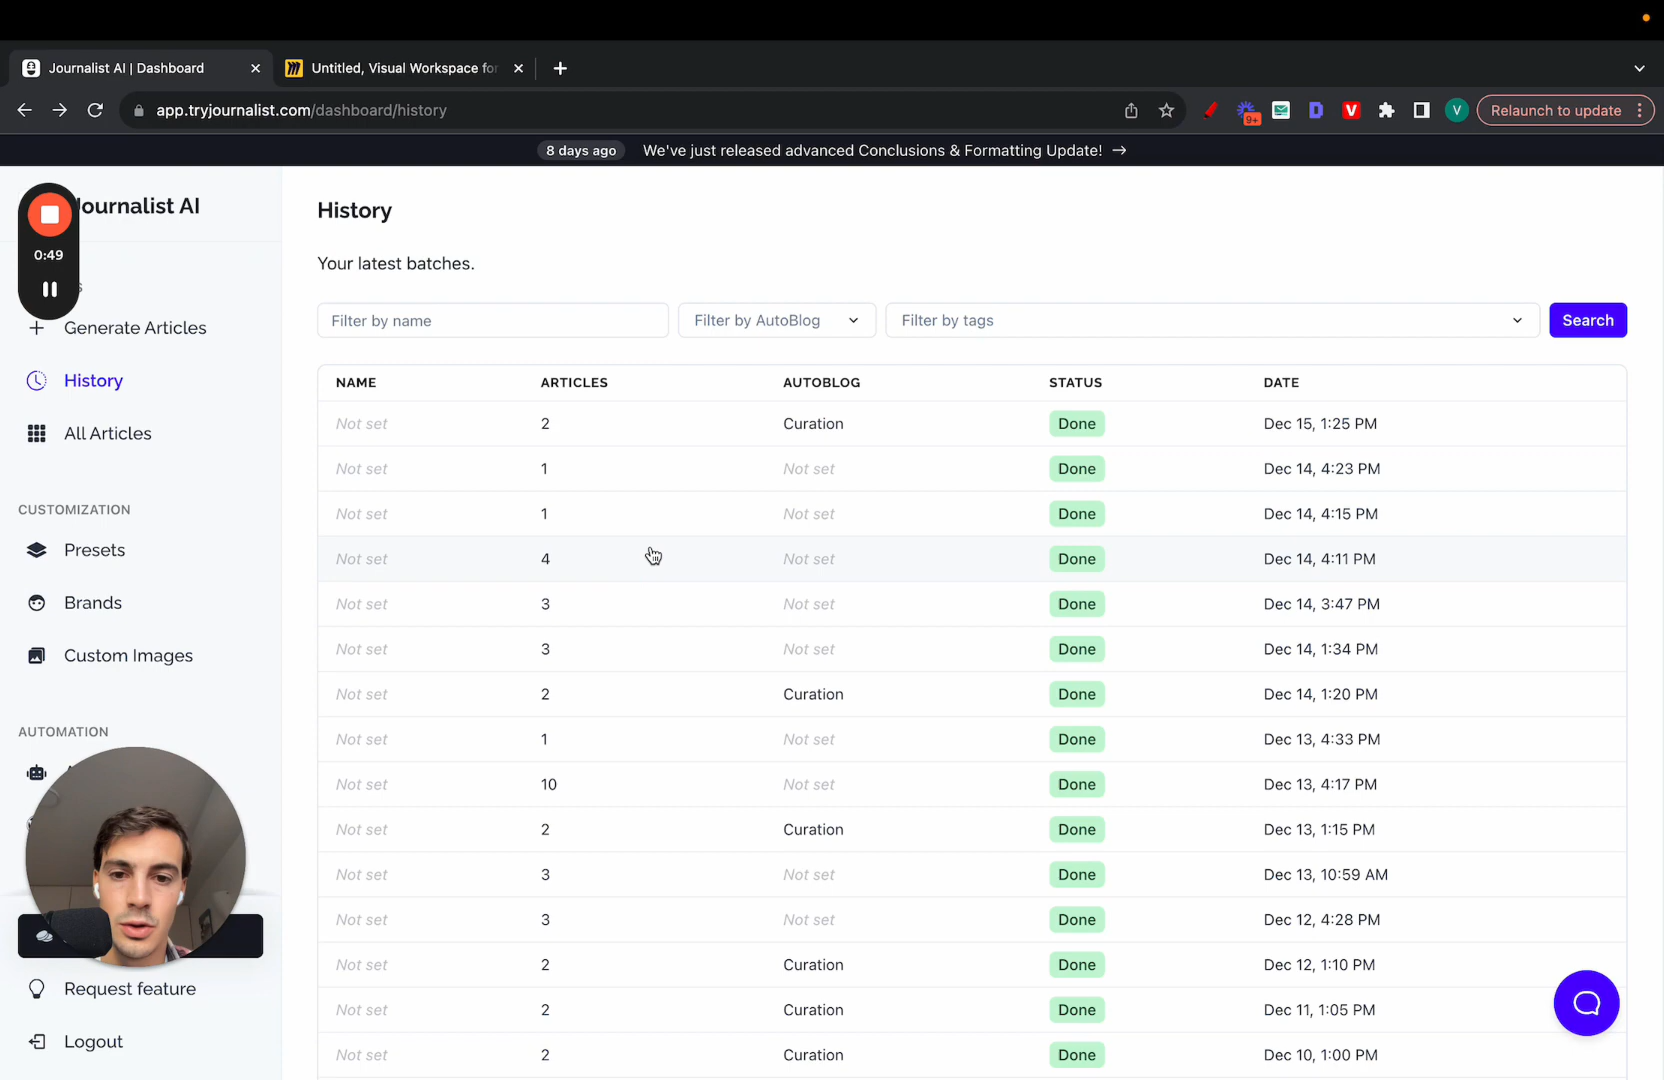 Journalist AI | Dashboard
Untitled, Visual Workspace for
app.tryjournalist.com/dashboard/history
9+
V
V
Relaunch to update
8 days ago We've just released advanced Conclusions & Formatting Update! →
Journalist AI
0:49
Generate Articles
History
All Articles
CUSTOMIZATION
Presets
Brands
Custom Images
AUTOMATION
Request feature
Logout
History
Your latest batches.
Filter by name Filter by AutoBlog Filter by tags Search
NAME ARTICLES AUTOBLOG STATUS DATE
Not set 2 Curation Done Dec 15, 1:25 PM
Not set 1 Not set Done Dec 14, 4:23 PM
Not set 1 Not set Done Dec 14, 4:15 PM
Not set 4 Not set Done Dec 14, 4:11 PM
Not set 3 Not set Done Dec 14, 3:47 PM
Not set 3 Not set Done Dec 14, 1:34 PM
Not set 2 Curation Done Dec 14, 1:20 PM
Not set 1 Not set Done Dec 13, 4:33 PM
Not set 10 Not set Done Dec 13, 4:17 PM
Not set 2 Curation Done Dec 13, 1:15 PM
Not set 3 Not set Done Dec 13, 10:59 AM
Not set 3 Not set Done Dec 12, 4:28 PM
Not set 2 Curation Done Dec 12, 1:10 PM
Not set 2 Curation Done Dec 11, 1:05 PM
Not set 2 Curation Done Dec 10, 1:00 PM